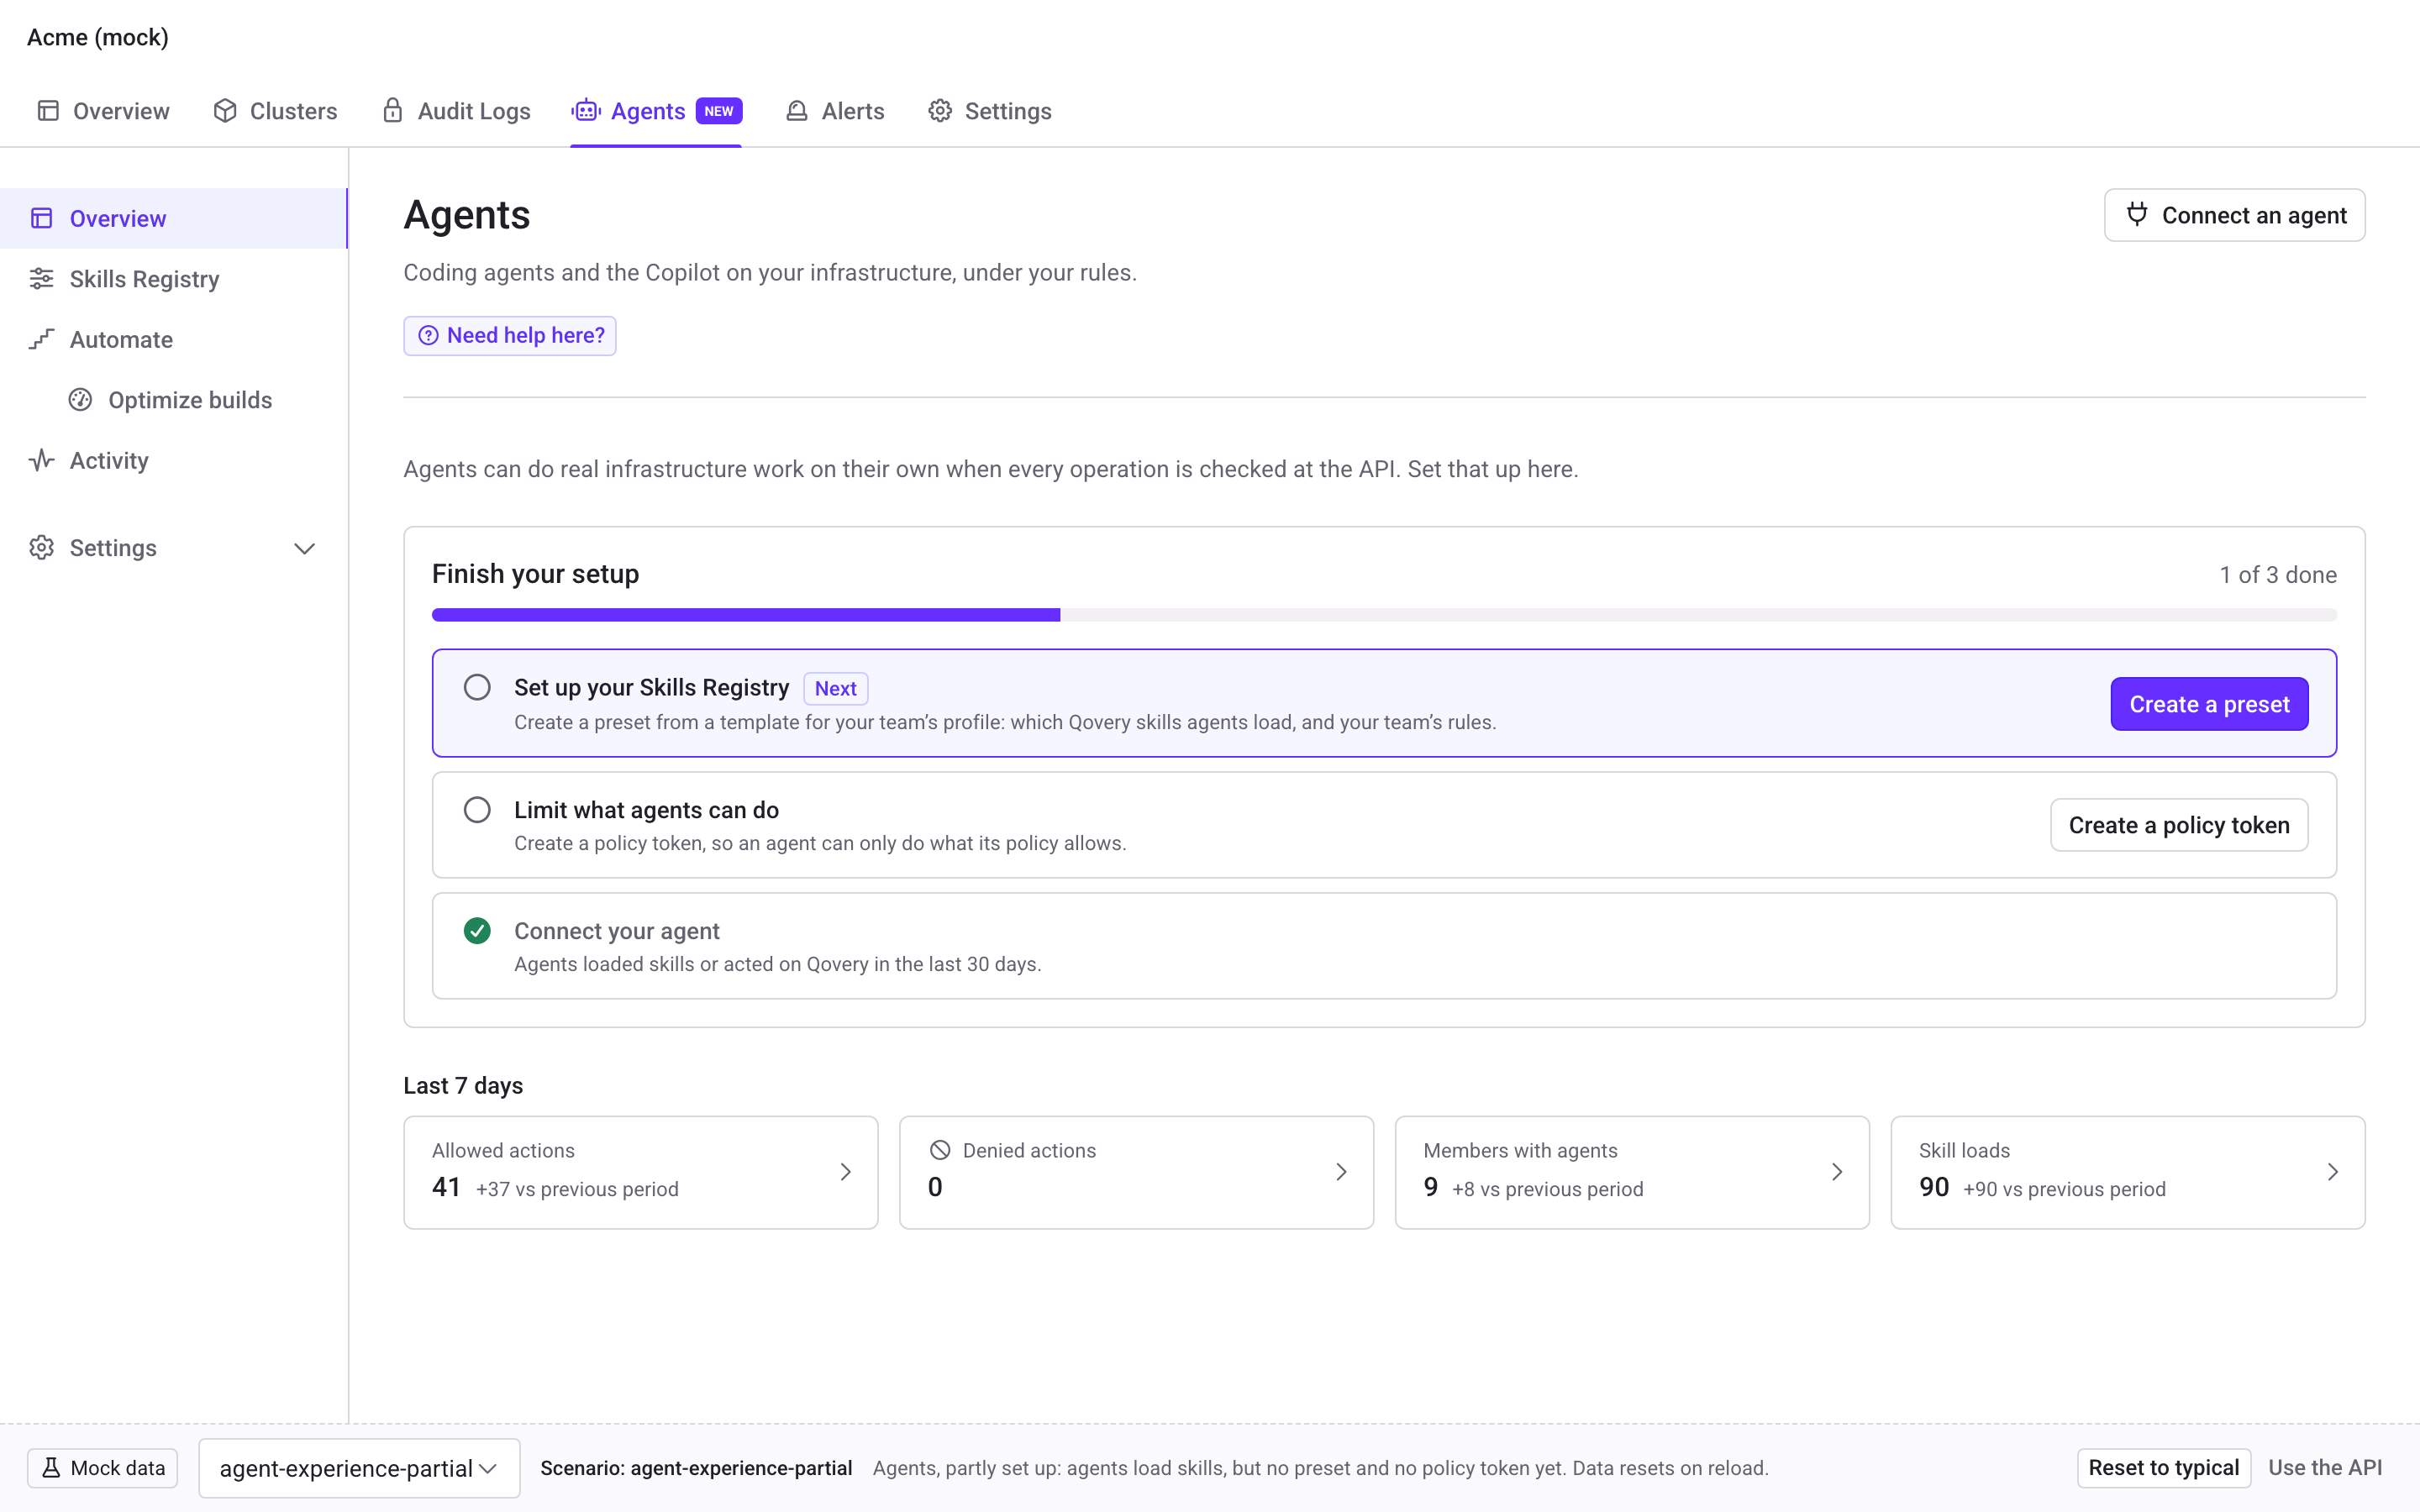 Acme (mock)
Overview
Clusters
Audit Logs
Agents NEW
Alerts
Settings
Overview
Skills Registry
Automate
Optimize builds
Activity
Settings
Agents
Connect an agent
Coding agents and the Copilot on your infrastructure, under your rules.
Need help here?
Agents can do real infrastructure work on their own when every operation is checked at the API. Set that up here.
Finish your setup
1 of 3 done
Set up your Skills Registry Next
Create a preset from a template for your team’s profile: which Qovery skills agents load, and your team’s rules.
Create a preset
Limit what agents can do
Create a policy token, so an agent can only do what its policy allows.
Create a policy token
Connect your agent
Agents loaded skills or acted on Qovery in the last 30 days.
Last 7 days
Allowed actions
41 +37 vs previous period
Denied actions
0
Members with agents
9 +8 vs previous period
Skill loads
90 +90 vs previous period
Mock data
agent-experience-partial
Scenario: agent-experience-partial
Agents, partly set up: agents load skills, but no preset and no policy token yet. Data resets on reload.
Reset to typical
Use the API